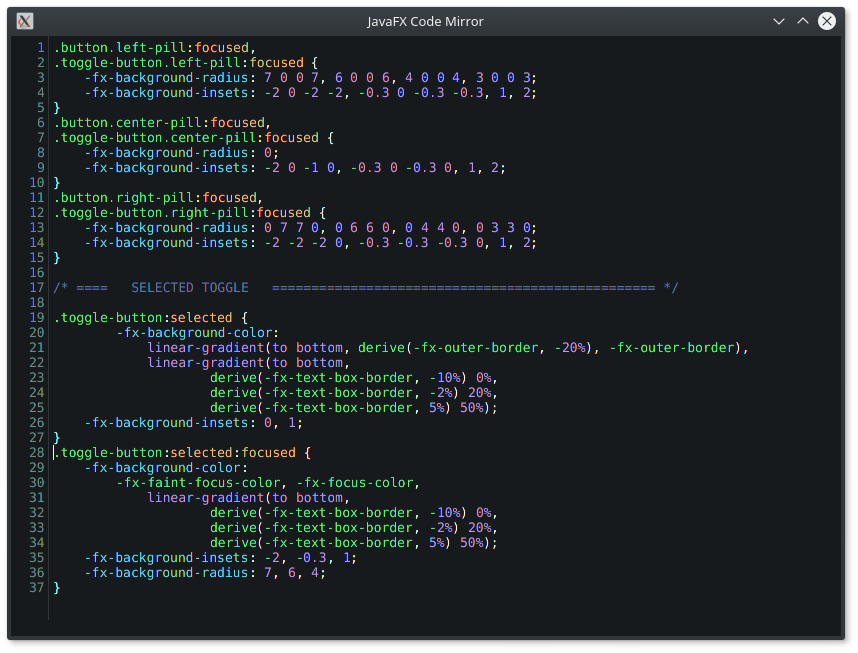 JavaFX Code Mirror
1 .button.left-pill:focused,
2 .toggle-button.left-pill:focused {
3     -fx-background-radius: 7 0 0 7, 6 0 0 6, 4 0 0 4, 3 0 0 3;
4     -fx-background-insets: -2 0 -2 -2, -0.3 0 -0.3 -0.3, 1, 2;
5 }
6 .button.center-pill:focused,
7 .toggle-button.center-pill:focused {
8     -fx-background-radius: 0;
9     -fx-background-insets: -2 0 -1 0, -0.3 0 -0.3 0, 1, 2;
10 }
11 .button.right-pill:focused,
12 .toggle-button.right-pill:focused {
13     -fx-background-radius: 0 7 7 0, 0 6 6 0, 0 4 4 0, 0 3 3 0;
14     -fx-background-insets: -2 -2 -2 0, -0.3 -0.3 -0.3 0, 1, 2;
15 }
16
17 /* ====   SELECTED TOGGLE   ================================================= */
18
19 .toggle-button:selected {
20         -fx-background-color:
21             linear-gradient(to bottom, derive(-fx-outer-border, -20%), -fx-outer-border),
22             linear-gradient(to bottom,
23                     derive(-fx-text-box-border, -10%) 0%,
24                     derive(-fx-text-box-border, -2%) 20%,
25                     derive(-fx-text-box-border, 5%) 50%);
26     -fx-background-insets: 0, 1;
27 }
28 .toggle-button:selected:focused {
29     -fx-background-color:
30         -fx-faint-focus-color, -fx-focus-color,
31             linear-gradient(to bottom,
32                     derive(-fx-text-box-border, -10%) 0%,
33                     derive(-fx-text-box-border, -2%) 20%,
34                     derive(-fx-text-box-border, 5%) 50%);
35     -fx-background-insets: -2, -0.3, 1;
36     -fx-background-radius: 7, 6, 4;
37 }